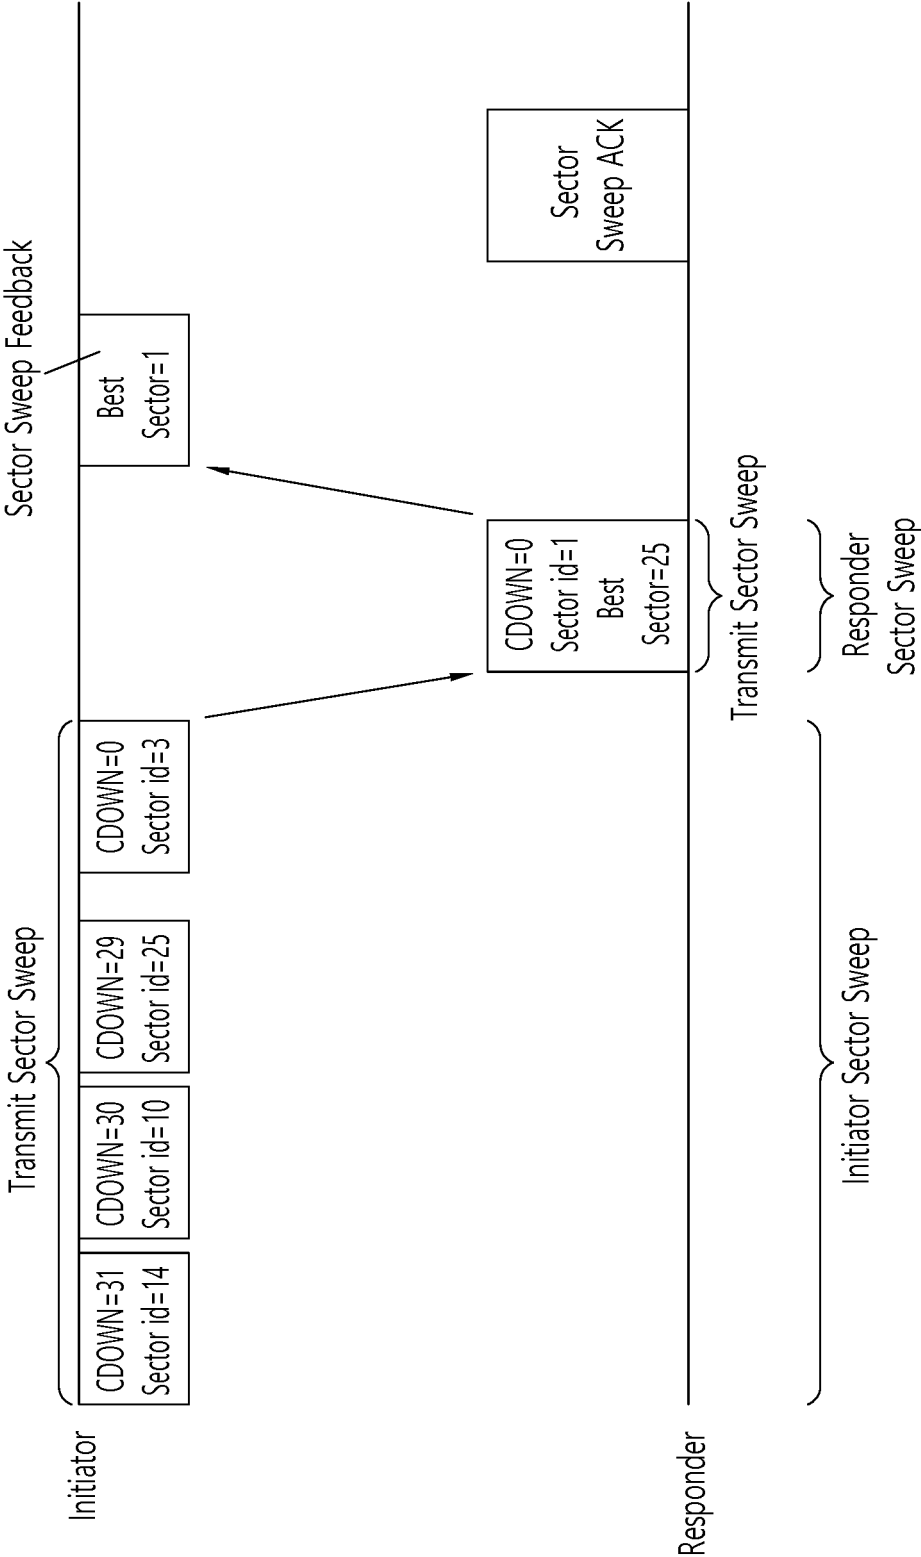 Transmit Sector Sweep
Sector Sweep Feedback
Initiator
CDOWN=31
Sector id=14
CDOWN=30
Sector id=10
CDOWN=29
Sector id=25
CDOWN=0
Sector id=3
Best
Sector=1
CDOWN=0
Sector id=1
Best
Sector=25
Sector
Sweep ACK
Responder
Transmit Sector Sweep
Initiator Sector Sweep
Responder
Sector Sweep